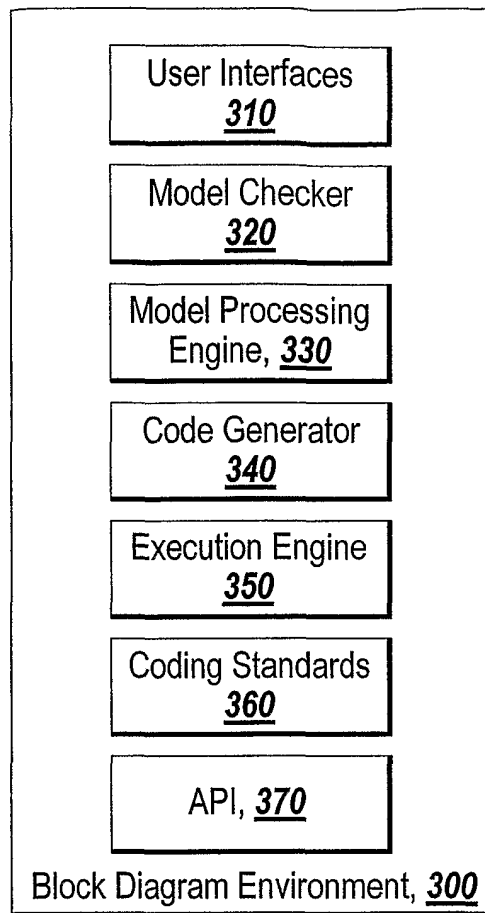 User Interfaces
310
Model Checker
320
Model Processing
Engine, 330
Code Generator
340
Execution Engine
350
Coding Standards
360
API, 370
Block Diagram Environment, 300